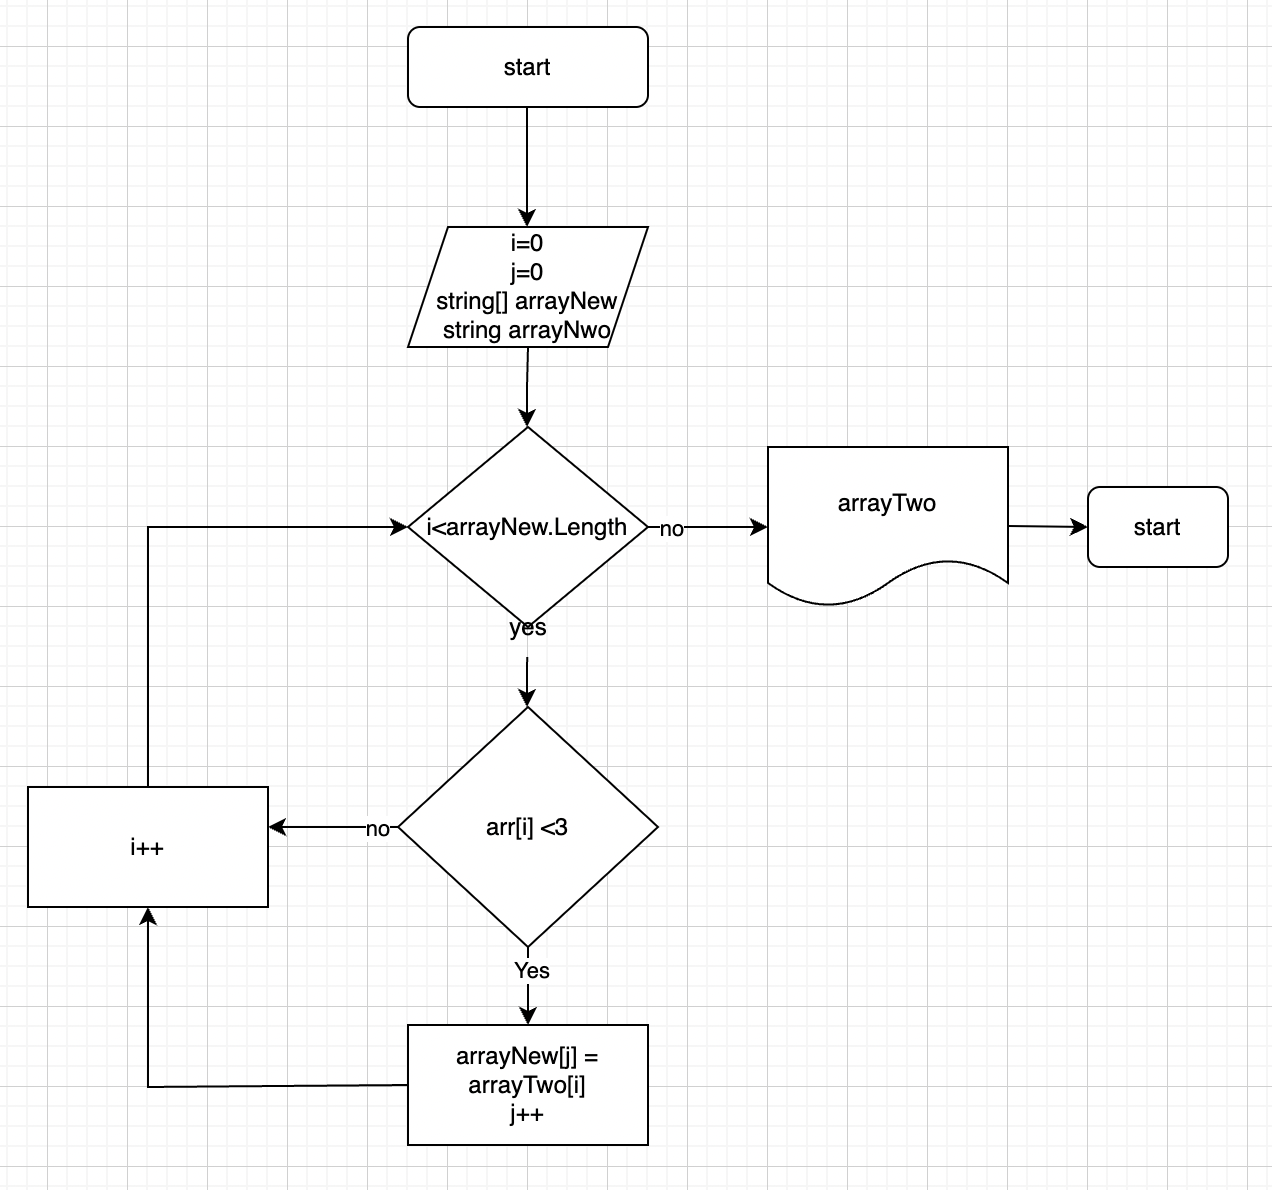 start
i=0
j=0
string[] arrayNew
string arrayNwo
i<arrayNew.Length
no
arrayTwo
start
yes
arr[i] <3
no
i++
Yes
arrayNew[j] =
arrayTwo[i]
j++